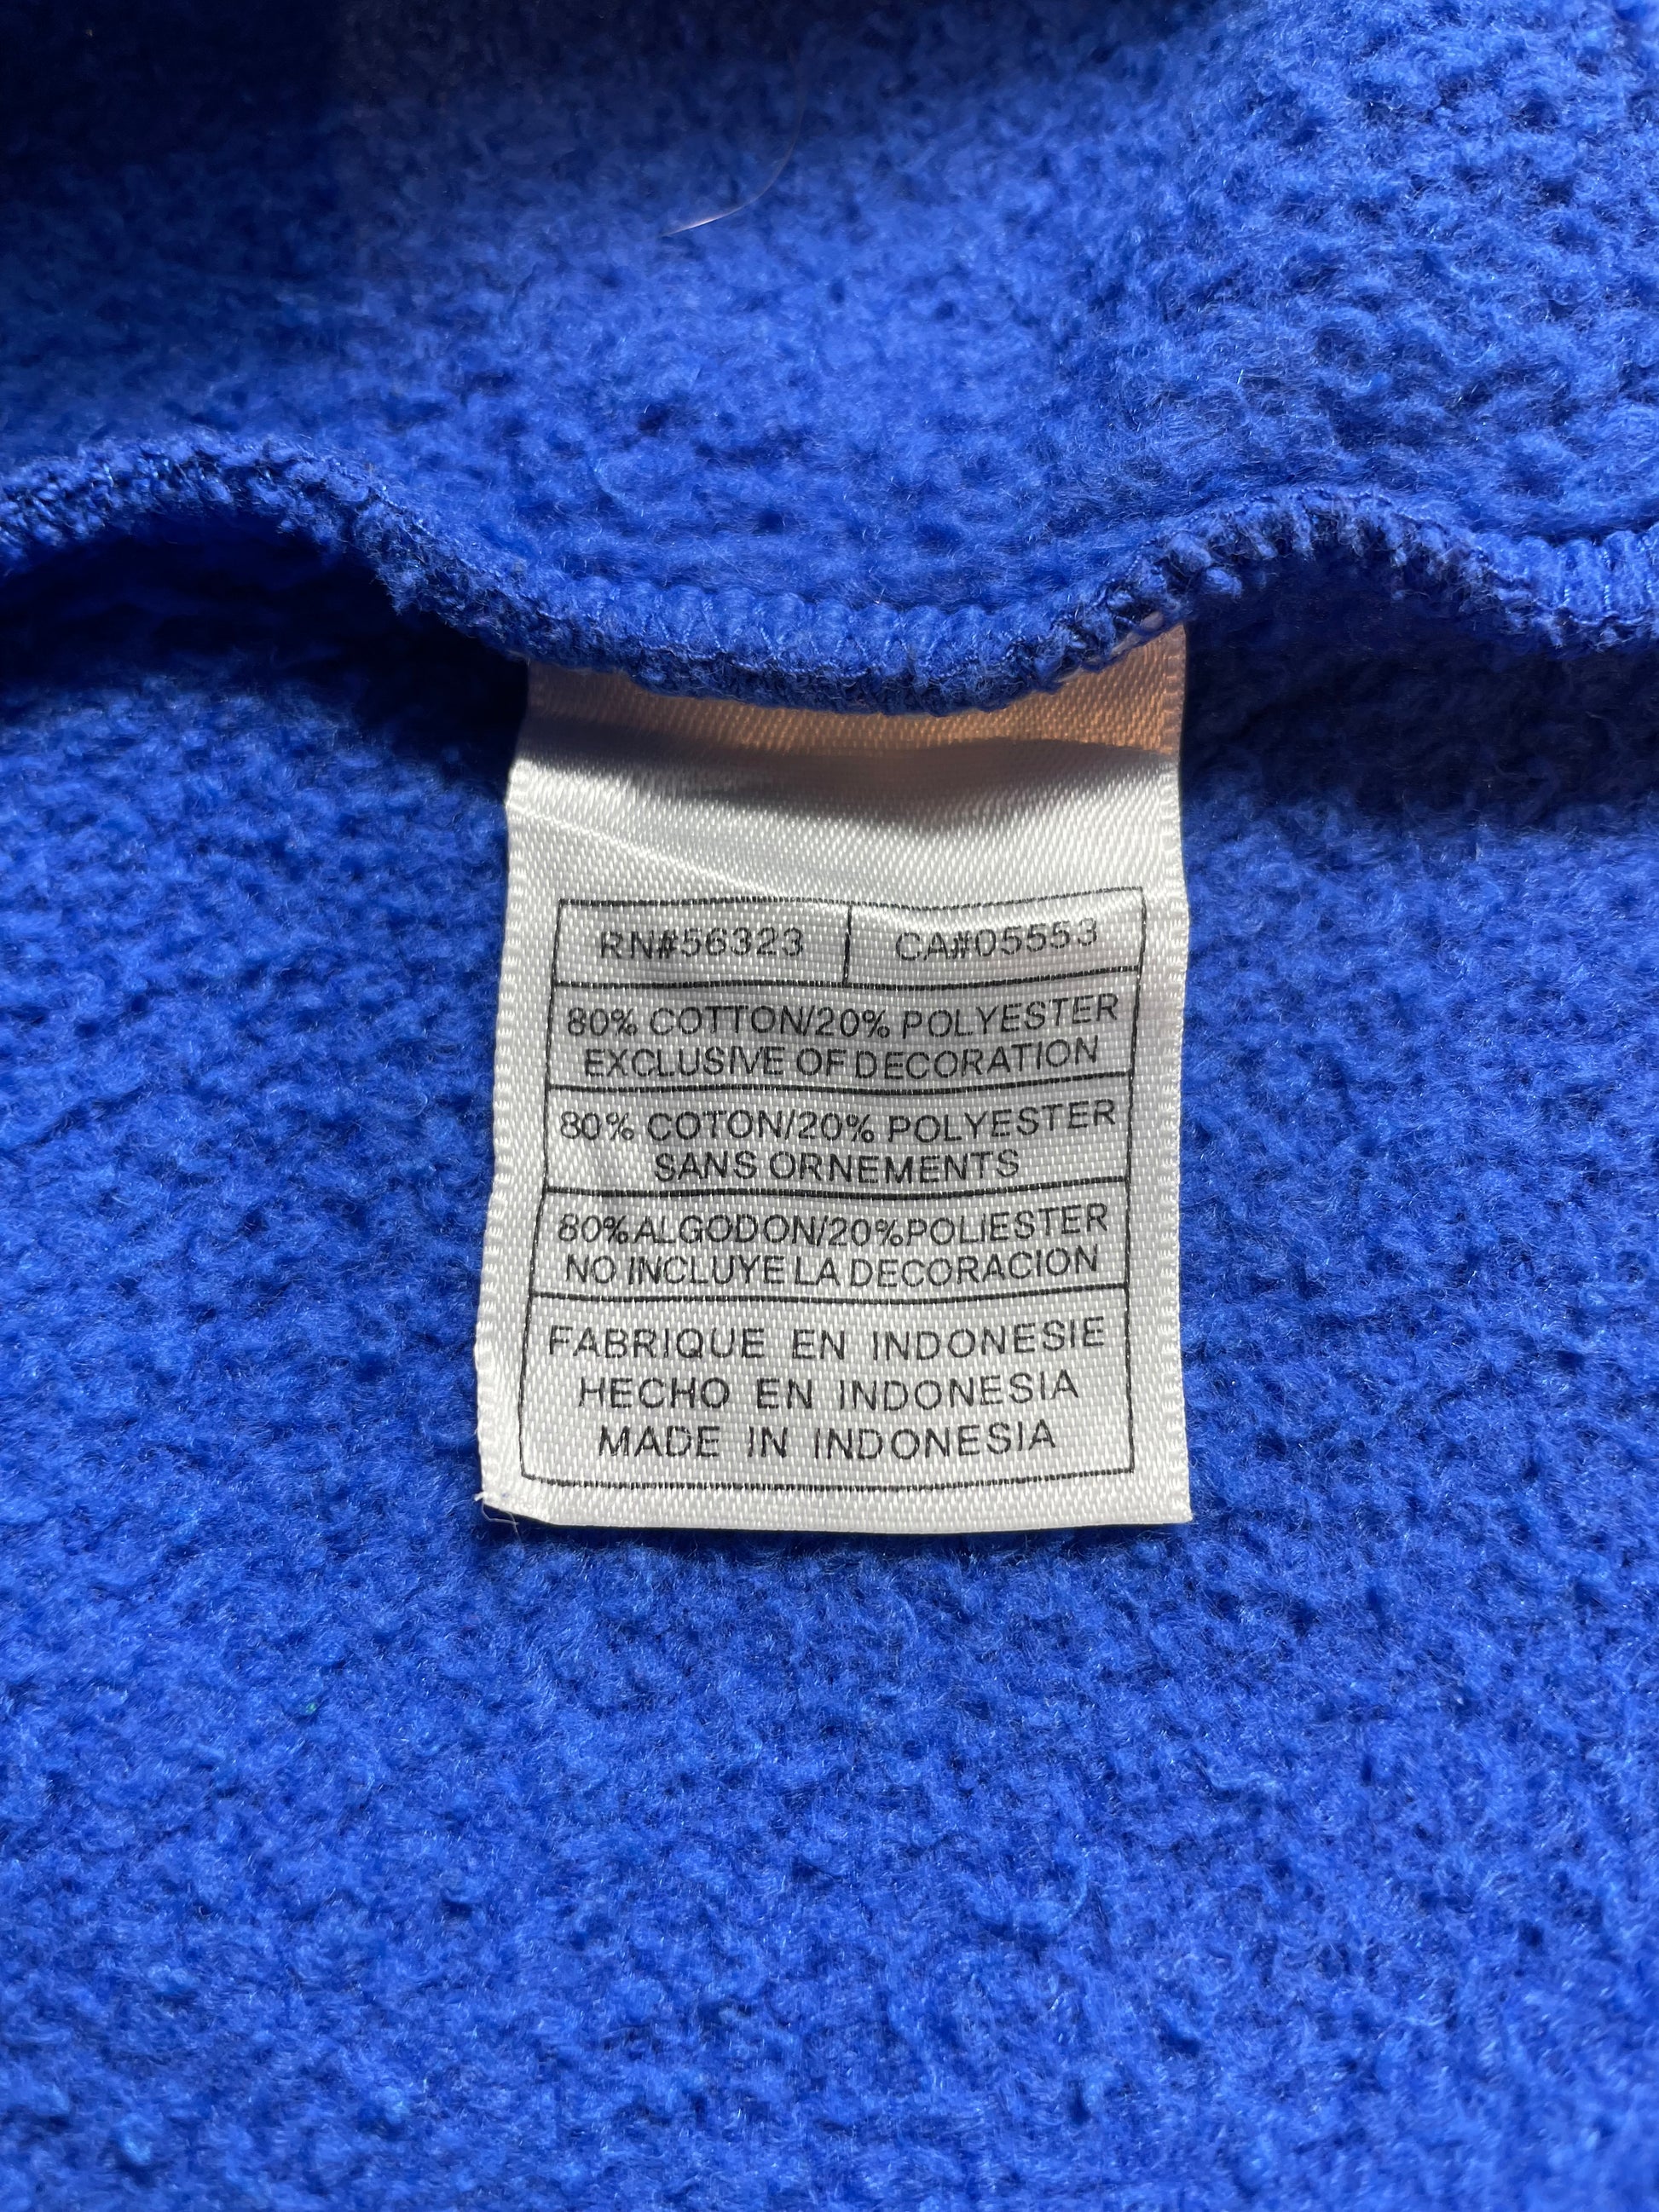 RN#56323 CA#05553
80% COTTON/20% POLYESTER
EXCLUSIVE OF DECORATION
80% COTON/20% POLYESTER
SANS ORNEMENTS
80% ALGODON/20% POLIESTER
NO INCLUYE LA DECORACION
FABRIQUE EN INDONESIE
HECHO EN INDONESIA
MADE IN INDONESIA